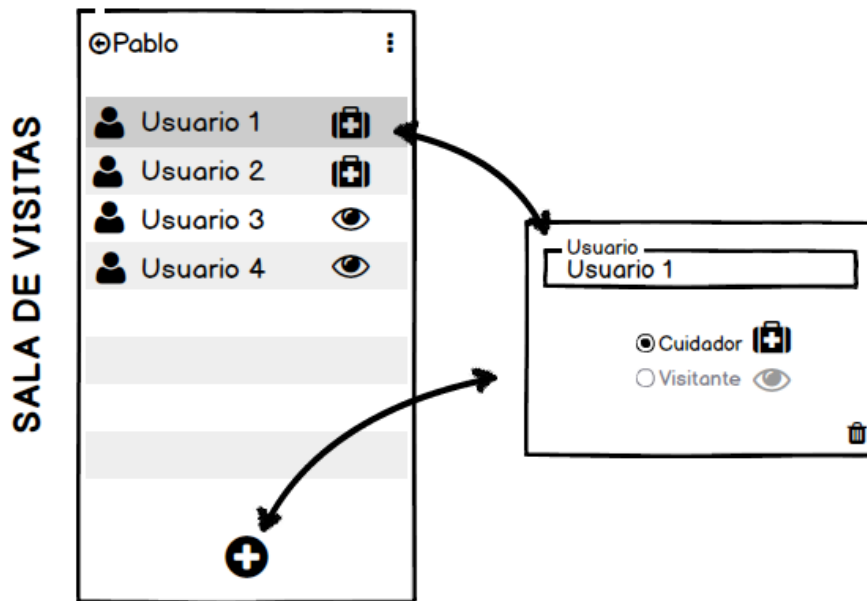 SALA DE VISITAS
Pablo
Usuario 1
Usuario 2
Usuario 3
Usuario 4
Usuario
Usuario 1
Cuidador
Visitante